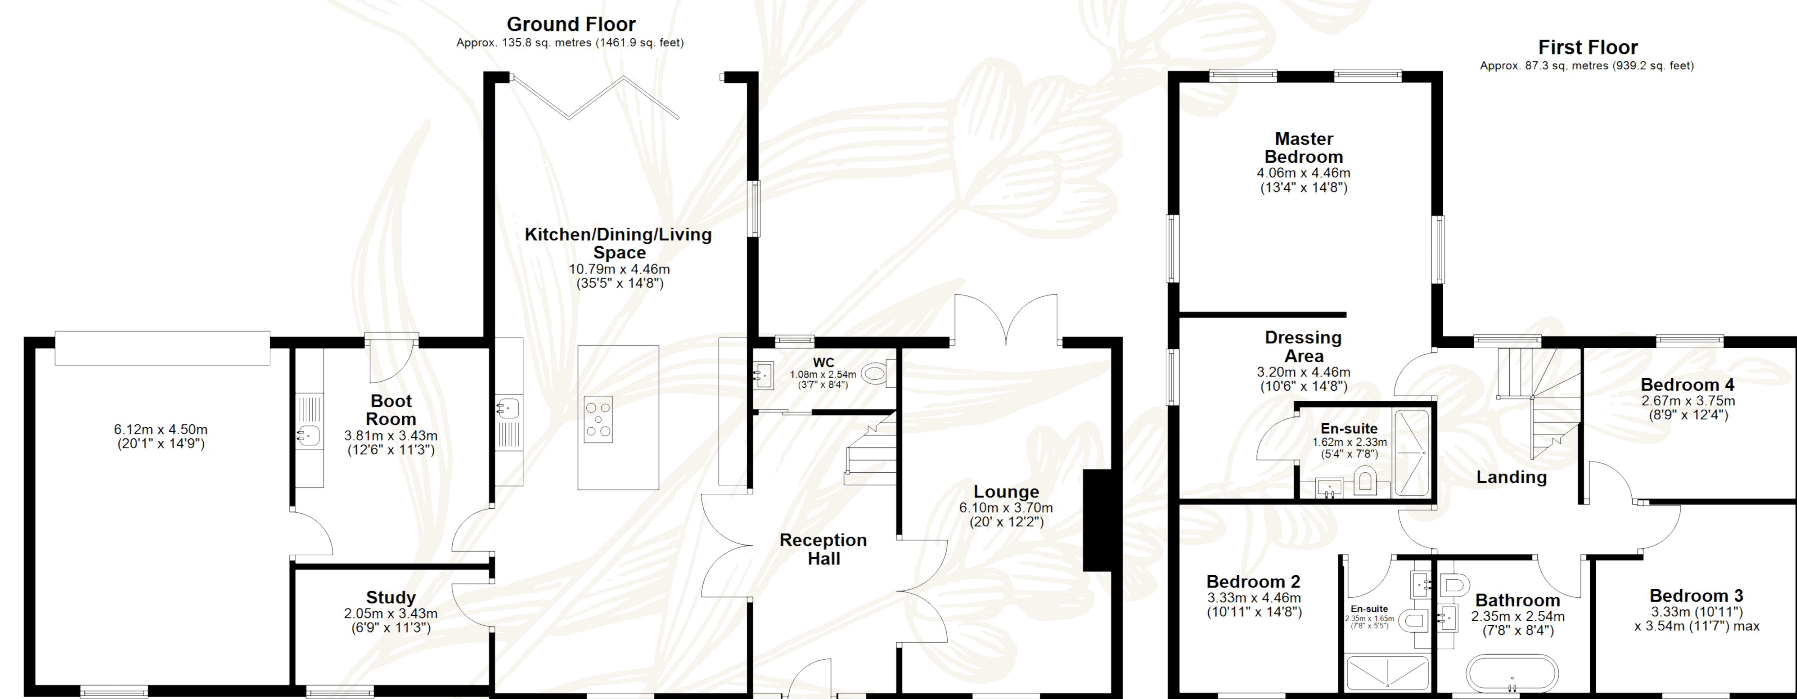 Ground Floor
Approx. 135.8 sq. metres (1461.9 sq. feet)
Kitchen/Dining/Living
Space
10.79m x 4.46m
(35'5" x 14'8")
6.12m x 4.50m
(20'1" x 14'9")
Boot
Room
3.81m x 3.43m
(12'6" x 11'3")
Study
2.05m x 3.43m
(6'9" x 11'3")
WC
1.08m x 2.54m
(3'7" x 8'4")
Reception
Hall
Lounge
6.10m x 3.70m
(20' x 12'2")
First Floor
Approx. 87.3 sq. metres (939.2 sq. feet)
Master
Bedroom
4.06m x 4.46m
(13'4" x 14'8")
Dressing
Area
3.20m x 4.46m
(10'6" x 14'8")
En-suite
1.62m x 2.33m
(5'4" x 7'8")
Landing
Bedroom 4
2.67m x 3.75m
(8'9" x 12'4")
Bedroom 2
3.33m x 4.46m
(10'11" x 14'8")
En-suite
2.35m x 1.65m
(7'8" x 5'5")
Bathroom
2.35m x 2.54m
(7'8" x 8'4")
Bedroom 3
3.33m (10'11")
x 3.54m (11'7") max